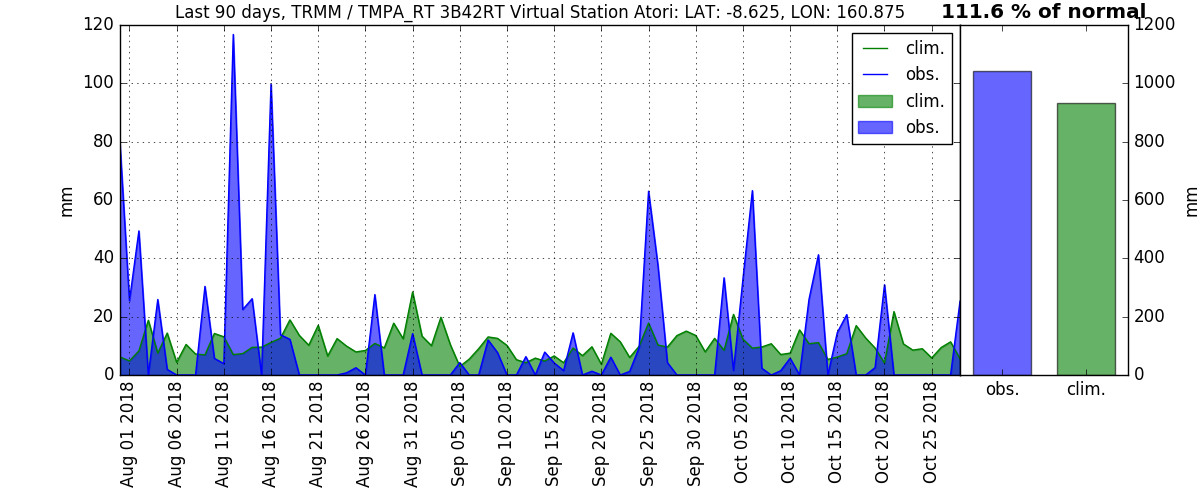 Last 90 days, TRMM / TMPA_RT 3B42RT Virtual Station Atori: LAT: -8.625, LON: 160.875
111.6 % of normal
120
100
80
60
40
20
0
mm
clim.
obs.
clim.
obs.
1200
1000
800
600
400
200
0
mm
obs.
clim.
Aug 01 2018
Aug 06 2018
Aug 11 2018
Aug 16 2018
Aug 21 2018
Aug 26 2018
Aug 31 2018
Sep 05 2018
Sep 10 2018
Sep 15 2018
Sep 20 2018
Sep 25 2018
Sep 30 2018
Oct 05 2018
Oct 10 2018
Oct 15 2018
Oct 20 2018
Oct 25 2018